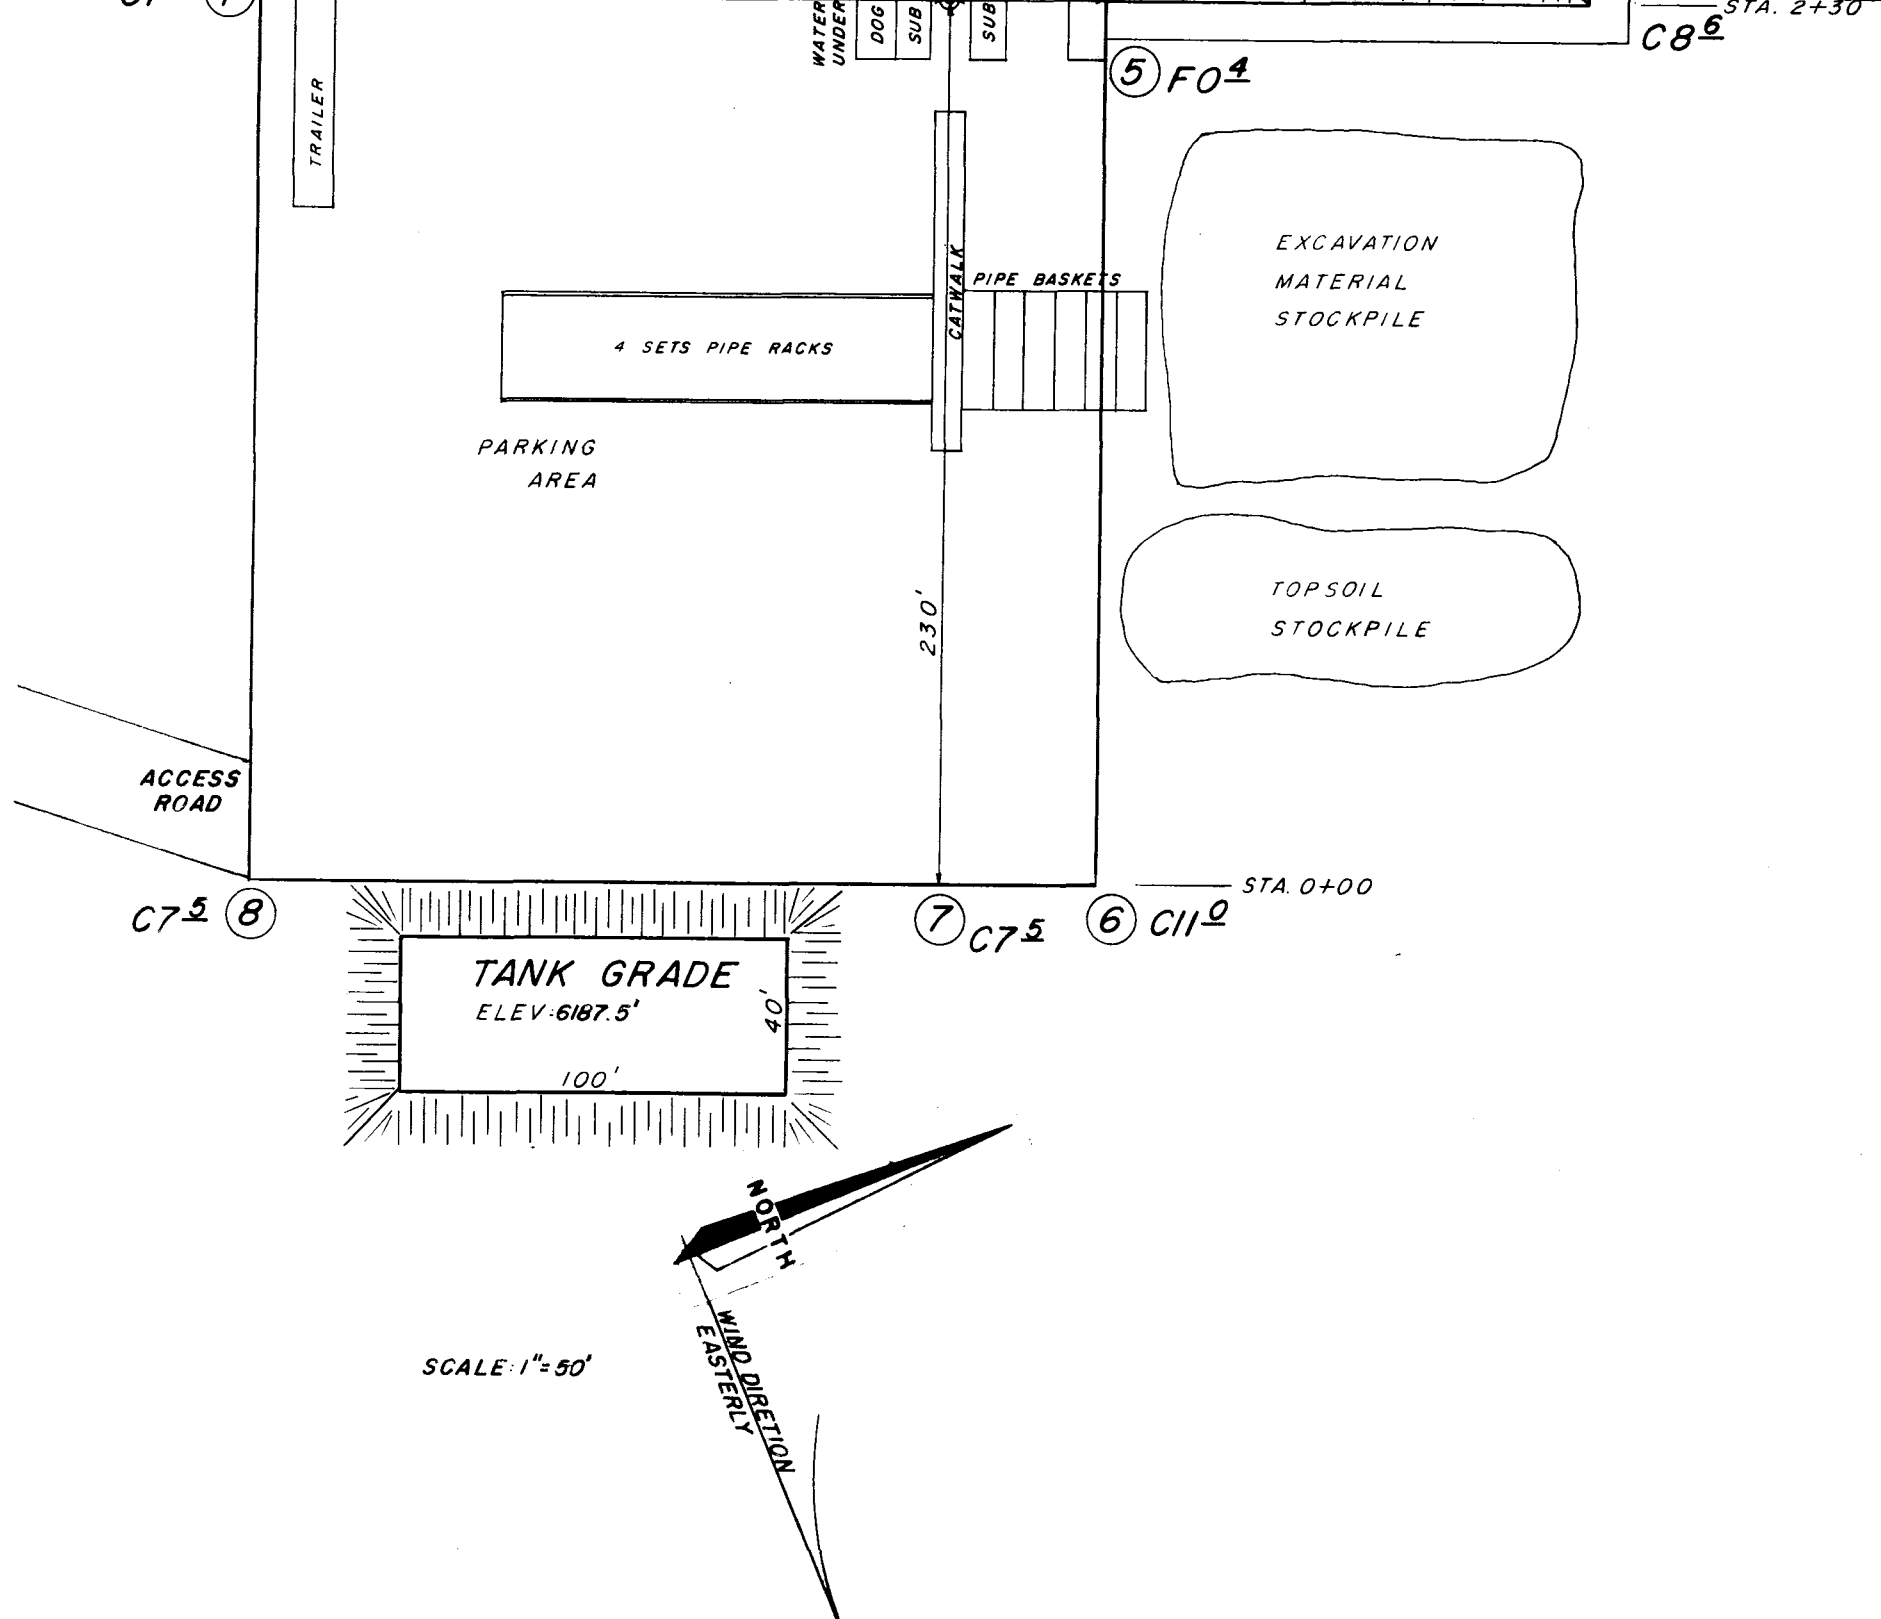 STA. 2+30
C8 6
WATER
UNDER
DOG
SUB
SUB
5 F0 4
TRAILER
EXCAVATION
MATERIAL
STOCKPILE
CATWALK
PIPE BASKETS
4 SETS PIPE RACKS
PARKING
AREA
230'
TOPSOIL
STOCKPILE
ACCESS
ROAD
STA. 0+00
C7 5 8
7 C7 5
6 C11 0
TANK GRADE
ELEV:6187.5'
40'
100'
NORTH
WIND DIRETION
EASTERLY
SCALE: 1"=50'